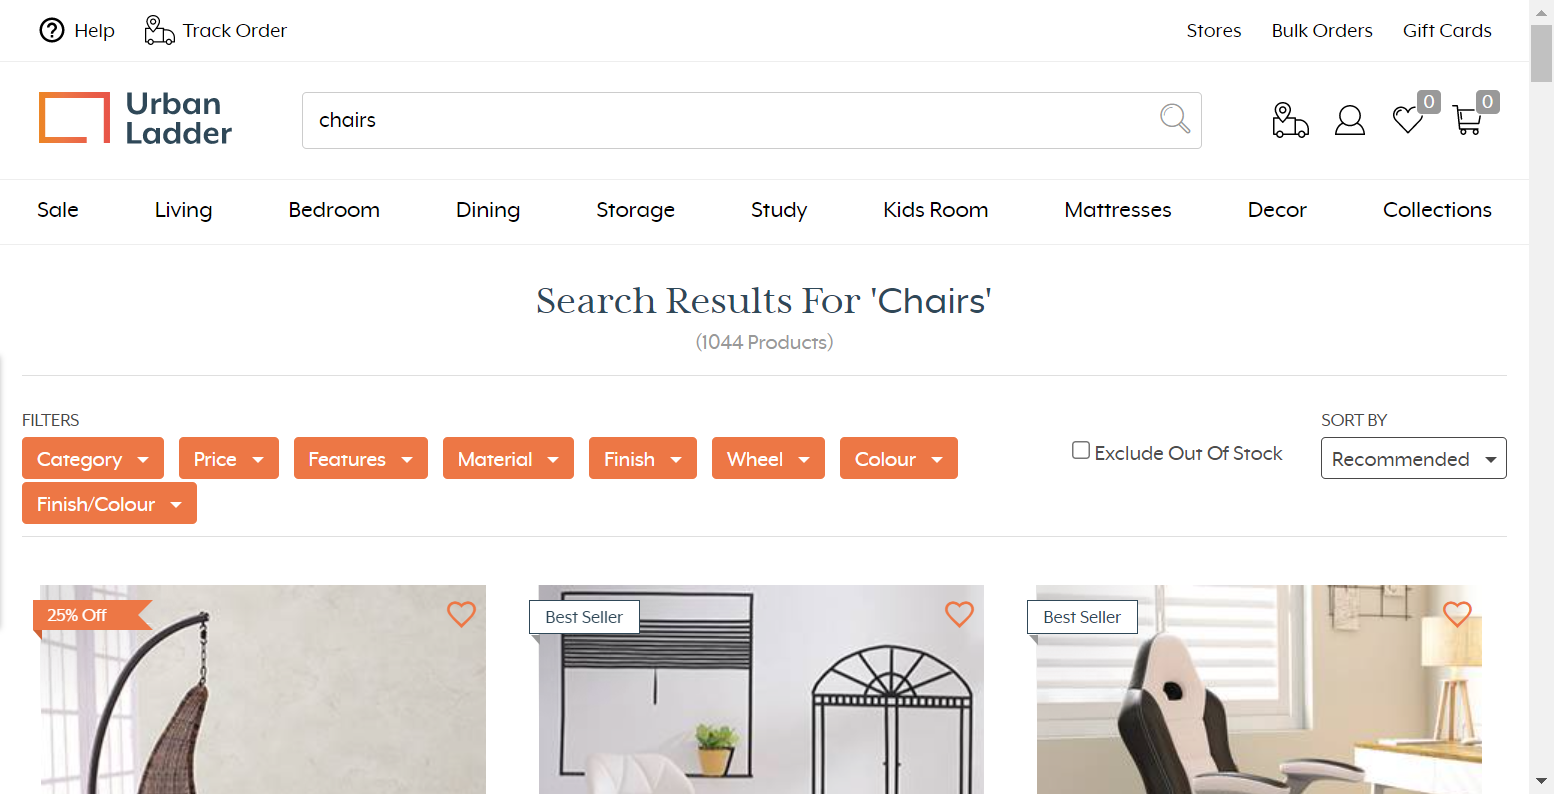 Help Track Order Stores Bulk Orders Gift Cards
Urban
Ladder
chairs
0 0
Sale Living Bedroom Dining Storage Study Kids Room Mattresses Decor Collections
Search Results For 'Chairs'
(1044 Products)
FILTERS
SORT BY
Category Price Features Material Finish Wheel Colour
Exclude Out Of Stock
Recommended
Finish/Colour
25% Off
Best Seller
Best Seller